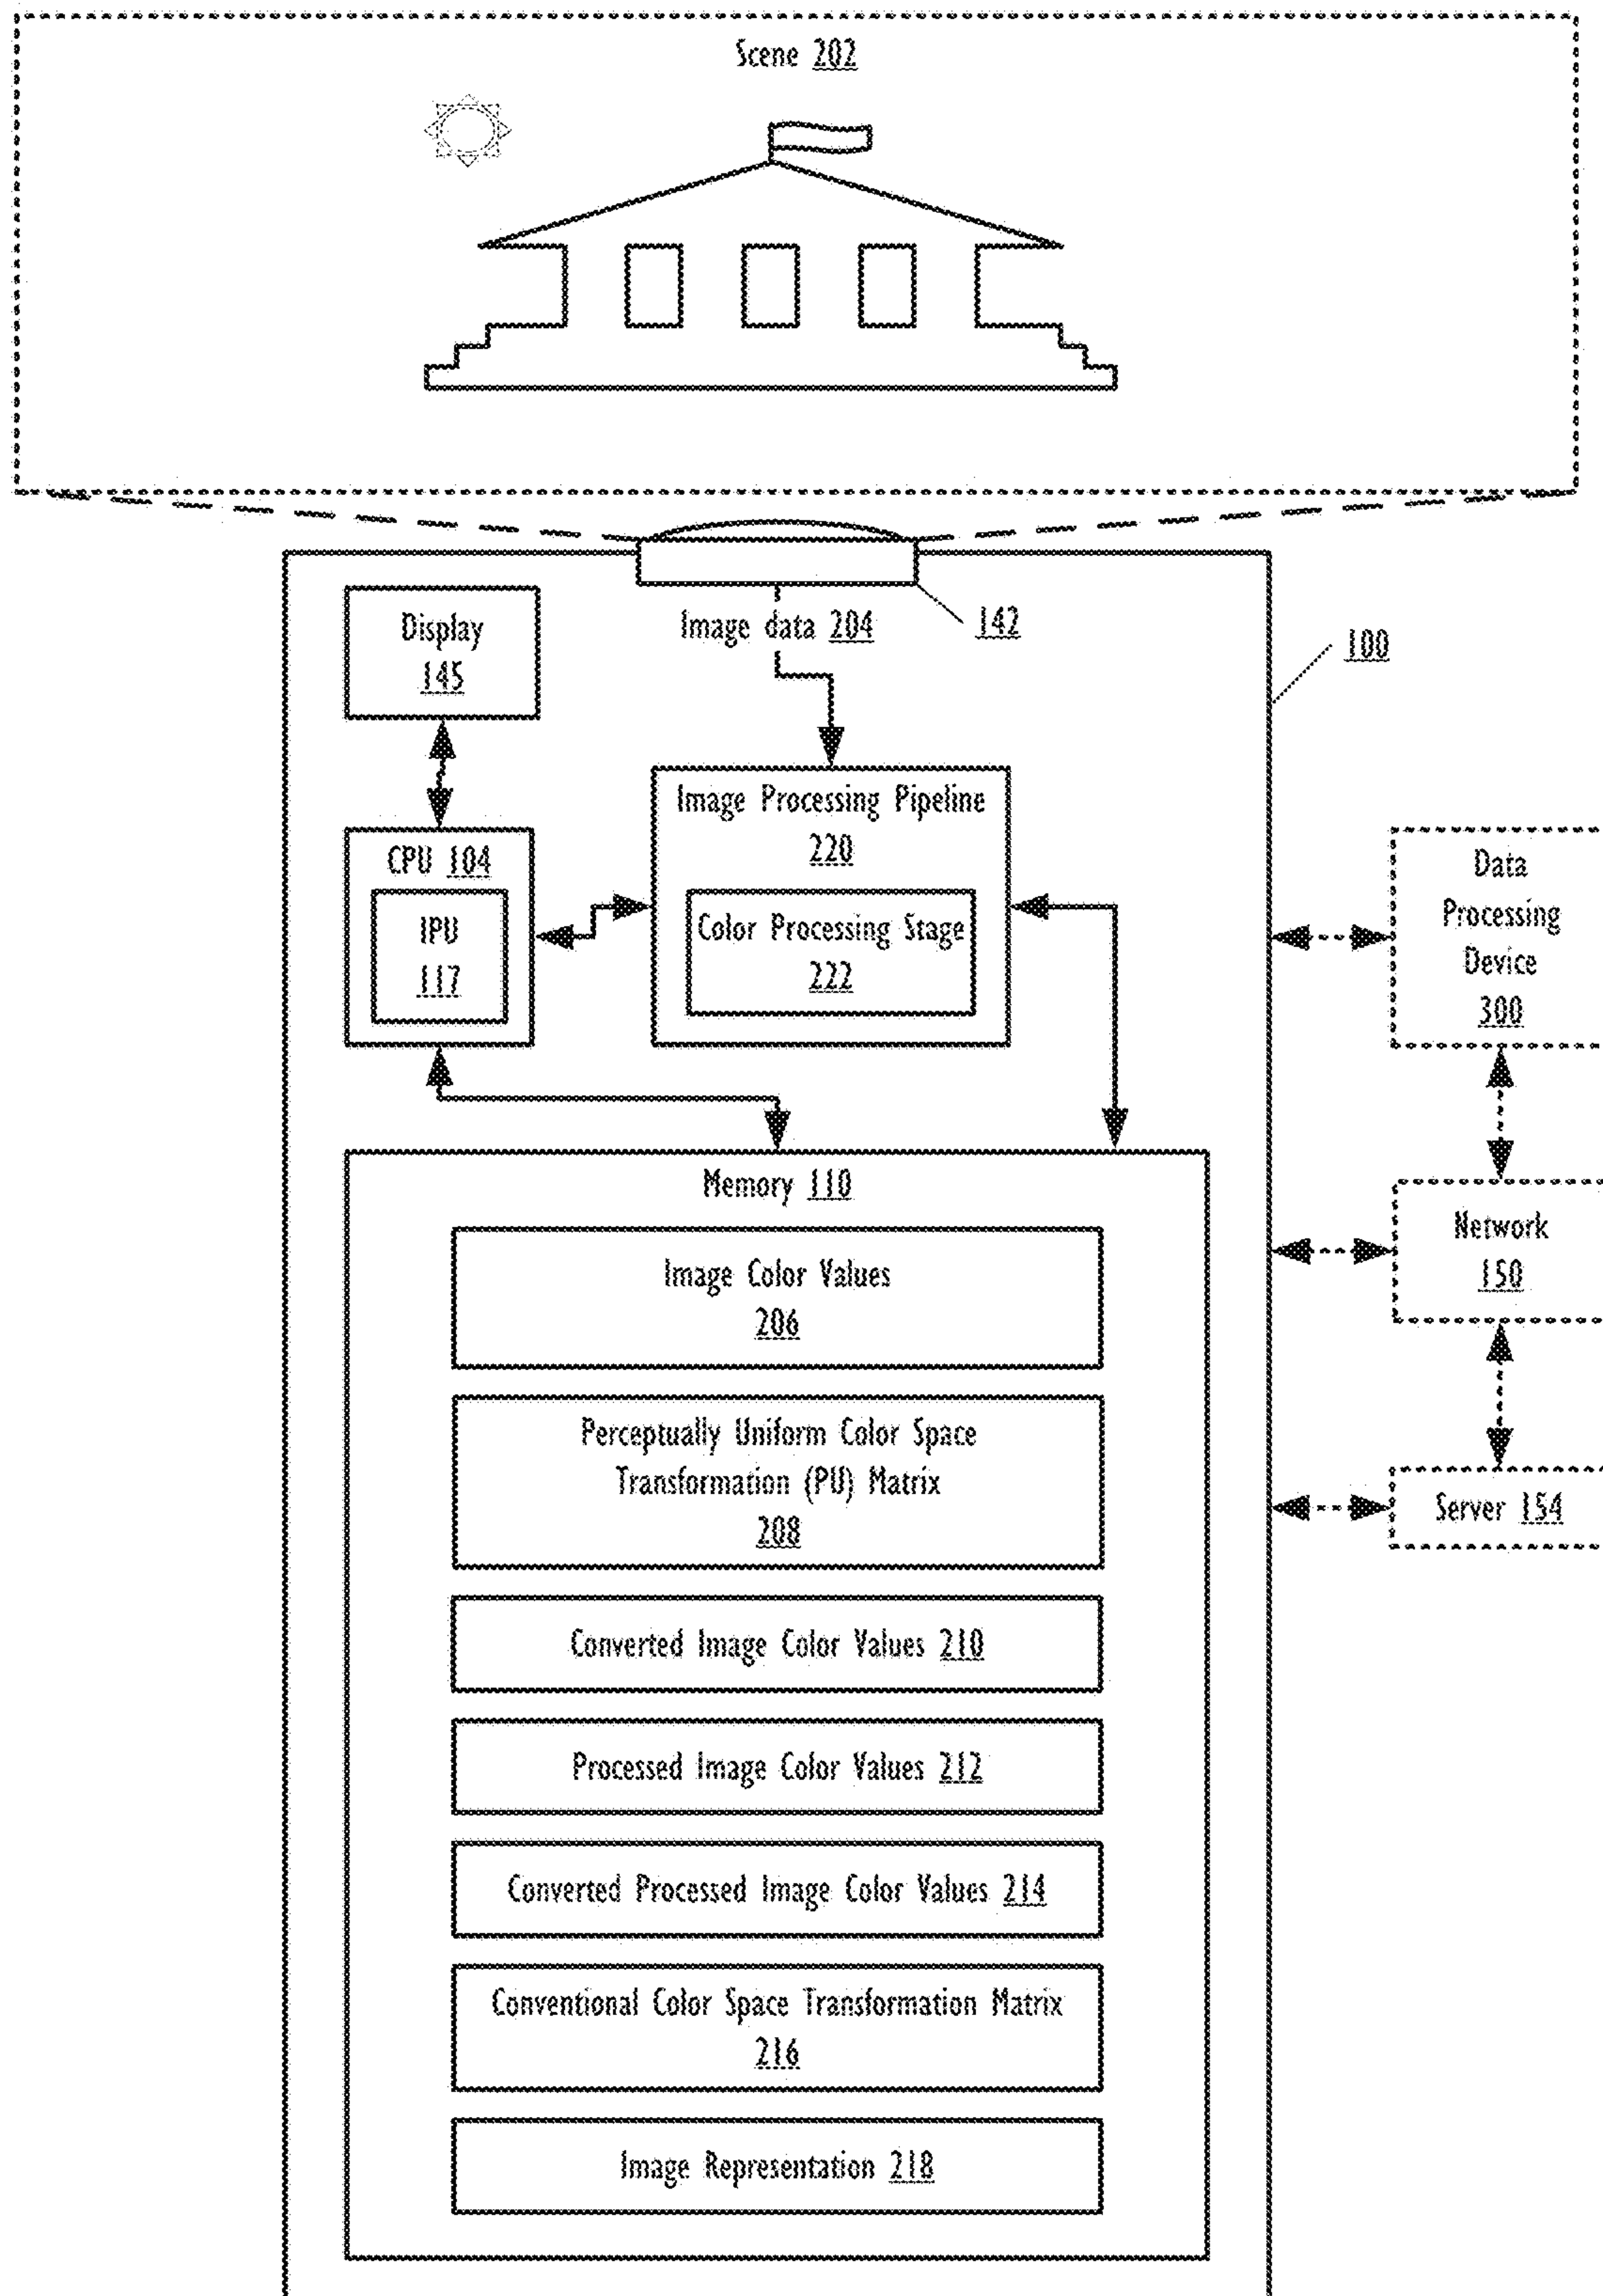 Scene 202
Image data 204
142
100
Display
145
CPU 104
IPU
117
Image Processing Pipeline
220
Color Processing Stage
222
Data
Processing
Device
300
Memory 110
Image Color Values
206
Network
150
Perceptually Uniform Color Space
Transformation (PU) Matrix
208
Server 154
Converted Image Color Values 210
Processed Image Color Values 212
Converted Processed Image Color Values 214
Conventional Color Space Transformation Matrix
216
Image Representation 218